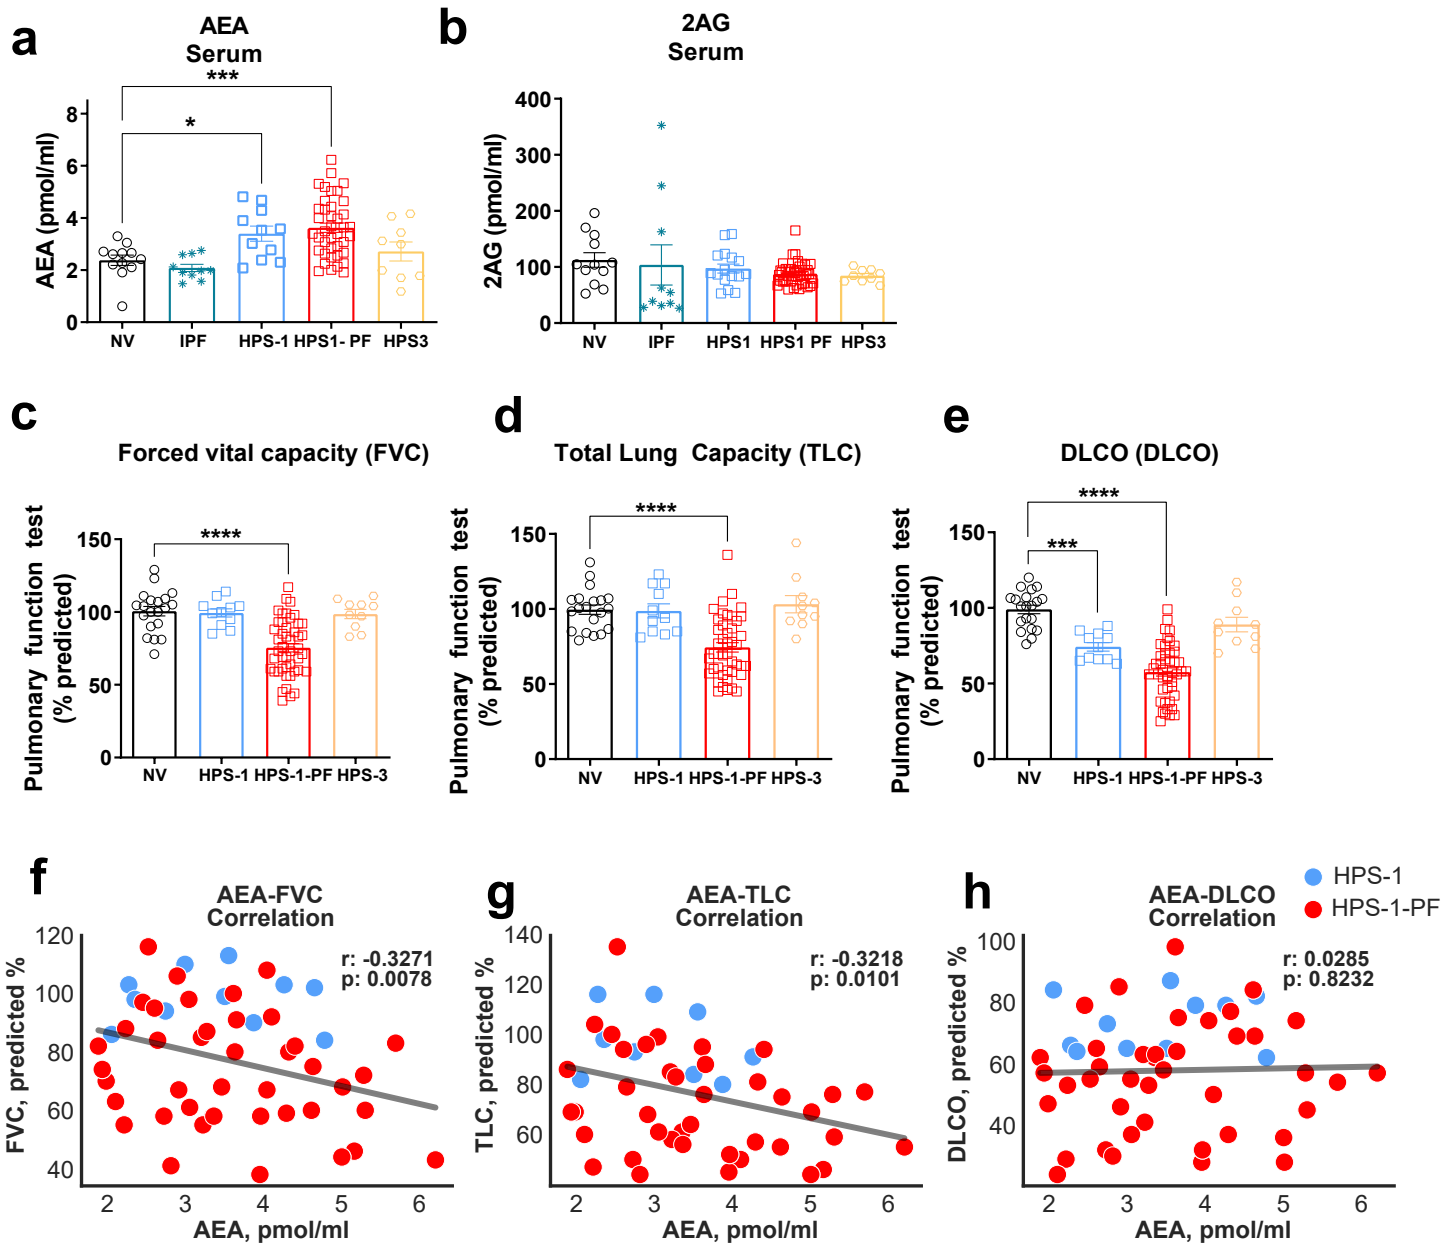 a
AEA
Serum
***
*
AEA (pmol/ml)
8
6
4
2
0
NV IPF HPS-1 HPS1- PF HPS3
b
2AG
Serum
2AG (pmol/ml)
400
300
200
100
0
NV IPF HPS1 HPS1 PF HPS3
c
Forced vital capacity (FVC)
Pulmonary function test
(% predicted)
150
100
50
0
****
NV HPS-1 HPS-1-PF HPS-3
d
Total Lung Capacity (TLC)
Pulmonary function test
(% predicted)
150
100
50
0
****
NV HPS-1 HPS-1-PF HPS-3
e
DLCO (DLCO)
Pulmonary function test
(% predicted)
150
100
50
0
****
***
NV HPS-1 HPS-1-PF HPS-3
f
AEA-FVC
Correlation
r: -0.3271
p: 0.0078
FVC, predicted %
120
100
80
60
40
2 3 4 5 6
AEA, pmol/ml
g
AEA-TLC
Correlation
r: -0.3218
p: 0.0101
TLC, predicted %
140
120
100
80
60
2 3 4 5 6
AEA, pmol/ml
h
AEA-DLCO
Correlation
HPS-1
HPS-1-PF
r: 0.0285
p: 0.8232
DLCO, predicted %
100
80
60
40
2 3 4 5 6
AEA, pmol/ml